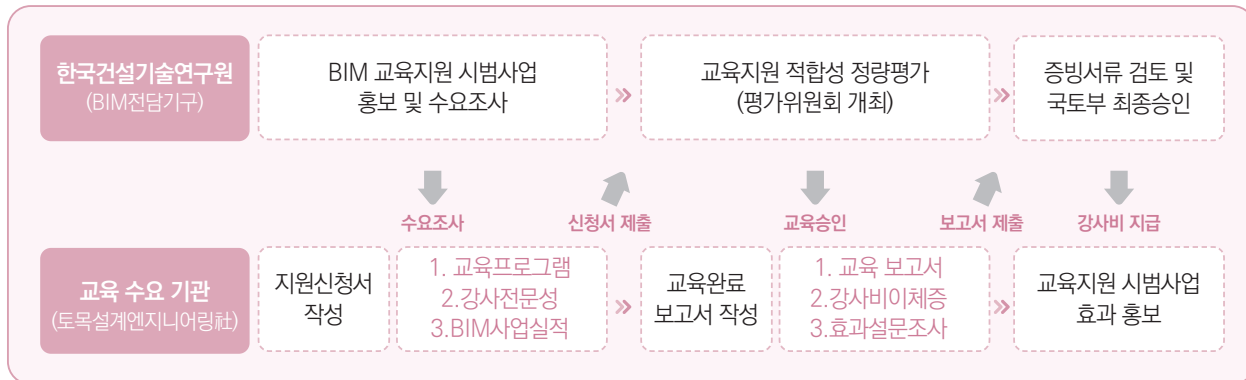 한국건설기술연구원
(BIM전담기구)
BIM 교육지원 시범사업
홍보 및 수요조사
»
교육지원 적합성 정량평가
(평가위원회 개최)
»
증빙서류 검토 및
국토부 최종승인
수요조사
신청서 제출
교육승인
보고서 제출
강사비 지급
교육 수요 기관
(토목설계엔지니어링社)
지원신청서
작성
1. 교육프로그램
2.강사전문성
3.BIM사업실적
»
교육완료
보고서 작성
1. 교육 보고서
2.강사비이체증
3.효과설문조사
»
교육지원 시범사업
효과 홍보